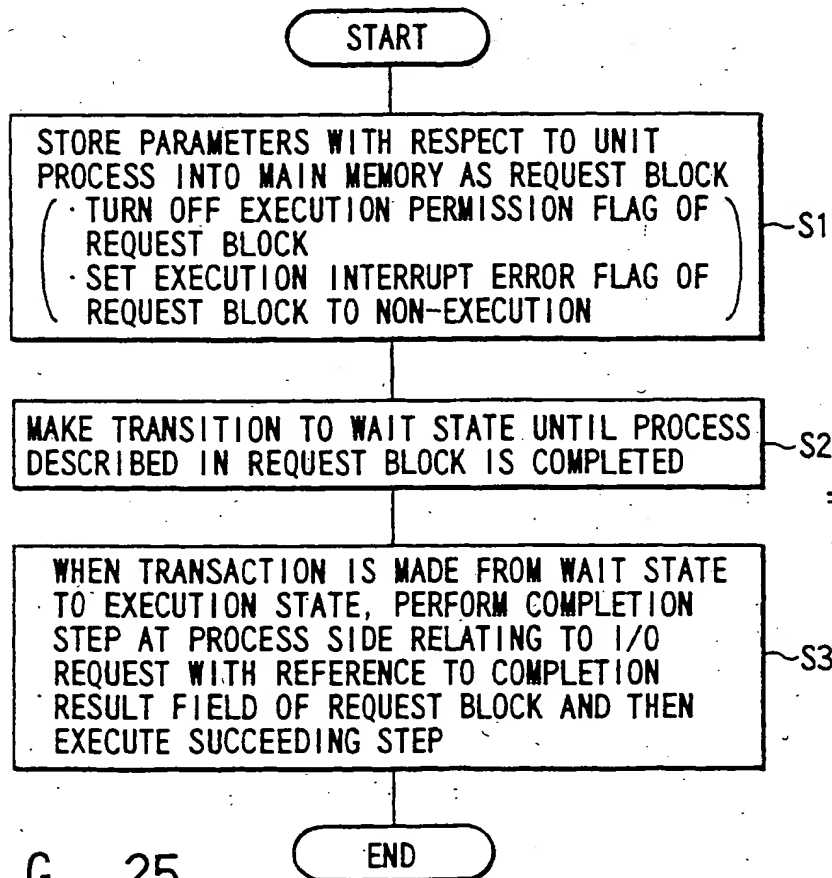 START
STORE PARAMETERS WITH RESPECT TO UNIT
PROCESS INTO MAIN MEMORY AS REQUEST BLOCK
· TURN OFF EXECUTION PERMISSION FLAG OF
REQUEST BLOCK
· SET EXECUTION INTERRUPT ERROR FLAG OF
REQUEST BLOCK TO NON-EXECUTION
S1
MAKE TRANSITION TO WAIT STATE UNTIL PROCESS
DESCRIBED IN REQUEST BLOCK IS COMPLETED
S2
WHEN TRANSACTION IS MADE FROM WAIT STATE
TO EXECUTION STATE, PERFORM COMPLETION
STEP AT PROCESS SIDE RELATING TO I/O
REQUEST WITH REFERENCE TO COMPLETION
RESULT FIELD OF REQUEST BLOCK AND THEN
EXECUTE SUCCEEDING STEP
S3
END
G. 25